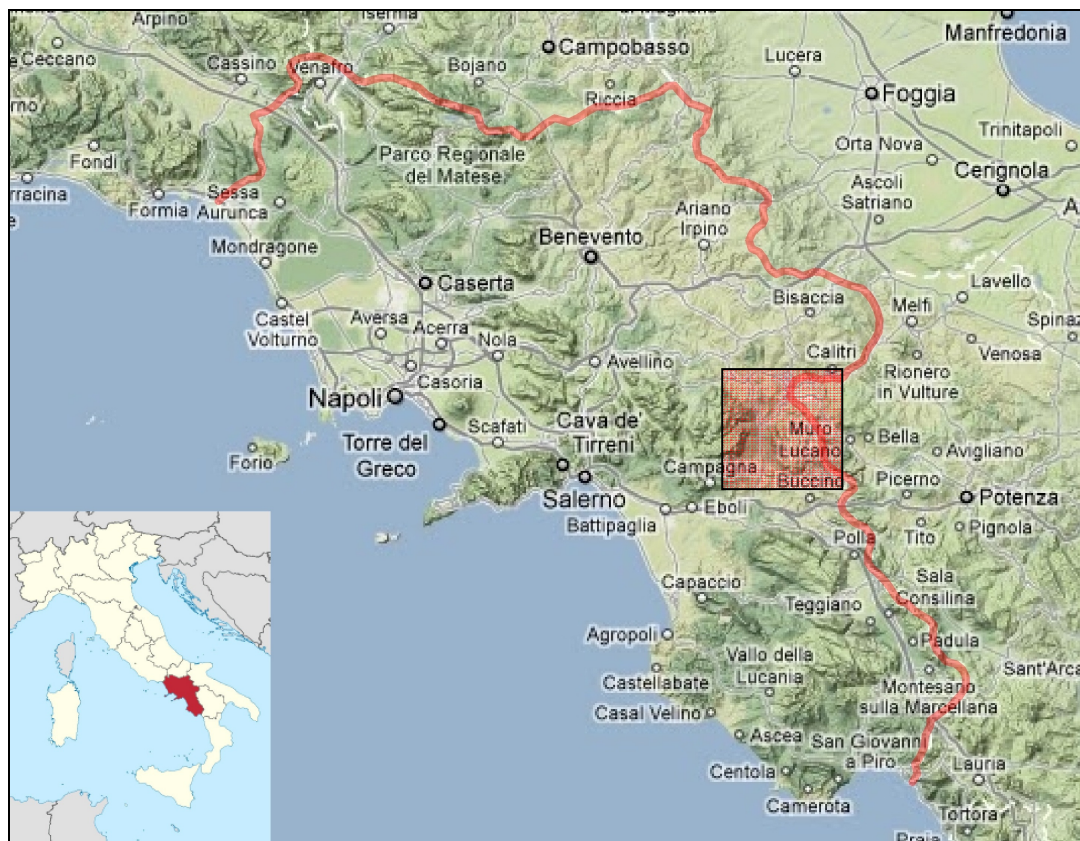 Arpino
Isernia
Ceccano
Cassino
Venafro
Bojano
Campobasso
Riccia
Lucera
Manfredonia
Foggia
Trinitapoli
Orta Nova
Cerignola
Ascoli
Satriano
Fondi
Formia
Sessa
Aurunca
Parco Regionale
del Matese
Mondragone
Benevento
Ariano
Irpino
Caserta
Castel
Volturno
Aversa
Acerra
Nola
Avellino
Casoria
Napoli
Bisaccia
Melfi
Lavello
Venosa
Calitri
Rionero
in Vulture
Torre del
Greco
Scafati
Cava de'
Tirreni
Salerno
Forio
Muro
Lucano
Bella
Avigliano
Campagna
Buccino
Picerno
Potenza
Battipaglia
Eboli
Tito
Pignola
Polla
Capaccio
Sala
Consilina
Teggiano
Agropoli
Padula
Vallo della
Lucania
Castellabate
Montesano
sulla Marcellana
Casal Velino
Ascea
San Giovanni
a Piro
Centola
Camerota
Lauria
Tortora